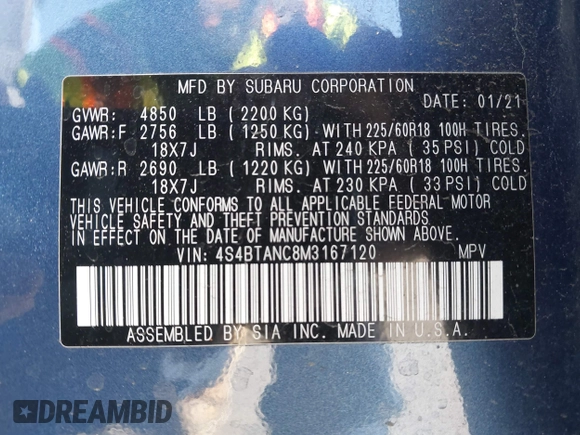 MFD BY SUBARU CORPORATION
DATE: 01/21
GVWR: 4850 LB (2200 KG)
GAWR:F 2756 LB (1250 KG) WITH 225/60R18 100H TIRES.
18X7J RIMS. AT 240 KPA (35 PSI) COLD
GAWR:R 2690 LB (1220 KG) WITH 225/60R18 100H TIRES.
18X7J RIMS. AT 230 KPA (33 PSI) COLD
THIS VEHICLE CONFORMS TO ALL APPLICABLE FEDERAL MOTOR
VEHICLE SAFETY AND THEFT PREVENTION STANDARDS
IN EFFECT ON THE DATE OF MANUFACTURE SHOWN ABOVE.
VIN: 4S4BTANC8M3167120 MPV
ASSEMBLED BY SIA INC. MADE IN U.S.A.
DREAMBID